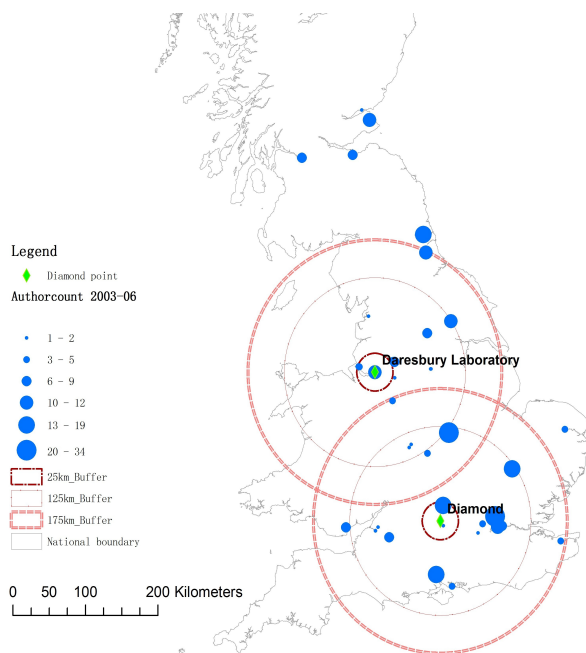 Legend
Diamond point
Authorcount 2003-06
1 - 2
3 - 5
6 - 9
10 - 12
13 - 19
20 - 34
25km_Buffer
125km_Buffer
175km_Buffer
National boundary
0 50 100 200 Kilometers
Daresbury Laboratory
Diamond